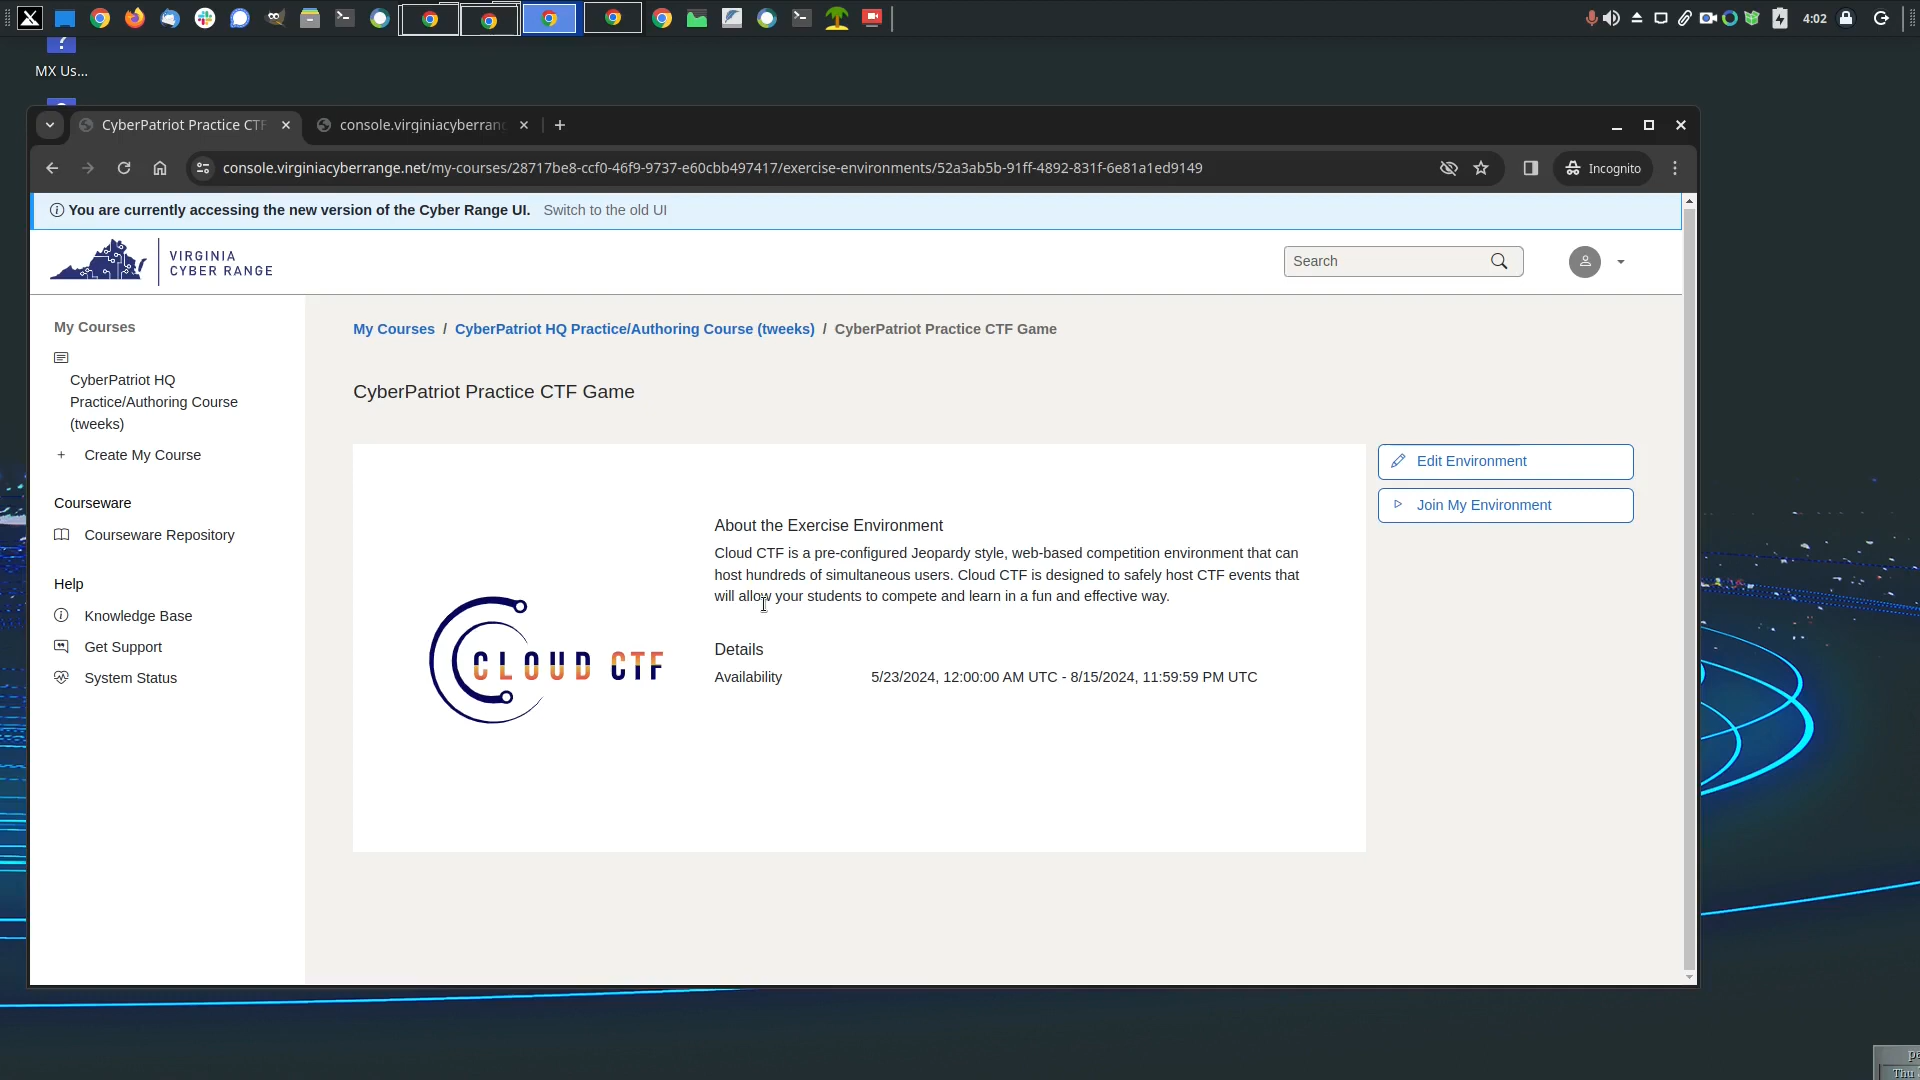 4:02
MX Us...
CyberPatriot Practice CTF
console.virginiacyberran
console.virginiacyberrange.net/my-courses/28717be8-ccf0-46f9-9737-e60cbb497417/exercise-environments/52a3ab5b-91ff-4892-831f-6e81a1ed9149
Incognito
You are currently accessing the new version of the Cyber Range UI. Switch to the old UI
VIRGINIA
CYBER RANGE
Search
My Courses
CyberPatriot HQ
Practice/Authoring Course
(tweeks)
+ Create My Course
Courseware
Courseware Repository
Help
Knowledge Base
Get Support
System Status
My Courses / CyberPatriot HQ Practice/Authoring Course (tweeks) / CyberPatriot Practice CTF Game
CyberPatriot Practice CTF Game
CLOUD CTF
About the Exercise Environment
Cloud CTF is a pre-configured Jeopardy style, web-based competition environment that can
host hundreds of simultaneous users. Cloud CTF is designed to safely host CTF events that
will allow your students to compete and learn in a fun and effective way.
Details
Availability 5/23/2024, 12:00:00 AM UTC - 8/15/2024, 11:59:59 PM UTC
Edit Environment
Join My Environment
pa
Thu